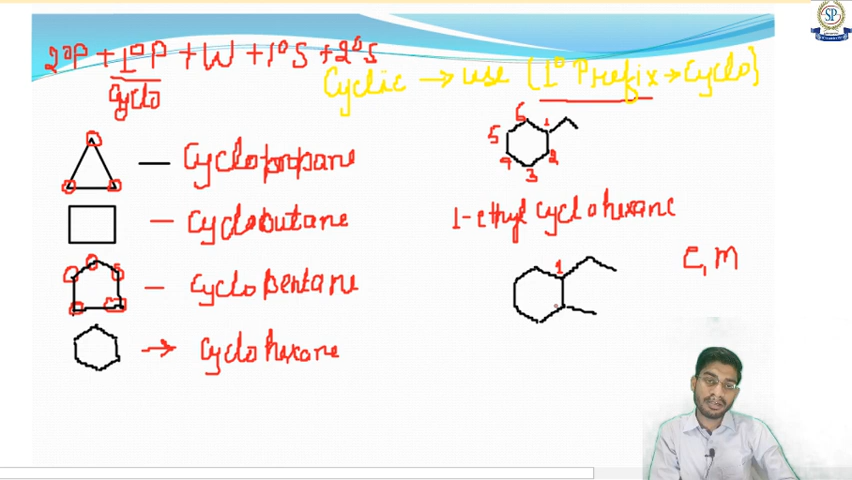 SP
2°P + 1°P + W + 1°S + 2°S
Cyclo
Cyclic → use (1° Prefix → Cyclo)
— Cyclopropane
— Cyclobutane
— Cyclopentane
→ Cyclohexane
6
1
5
2
4
3
1-ethyl cyclohexane
1
E, M